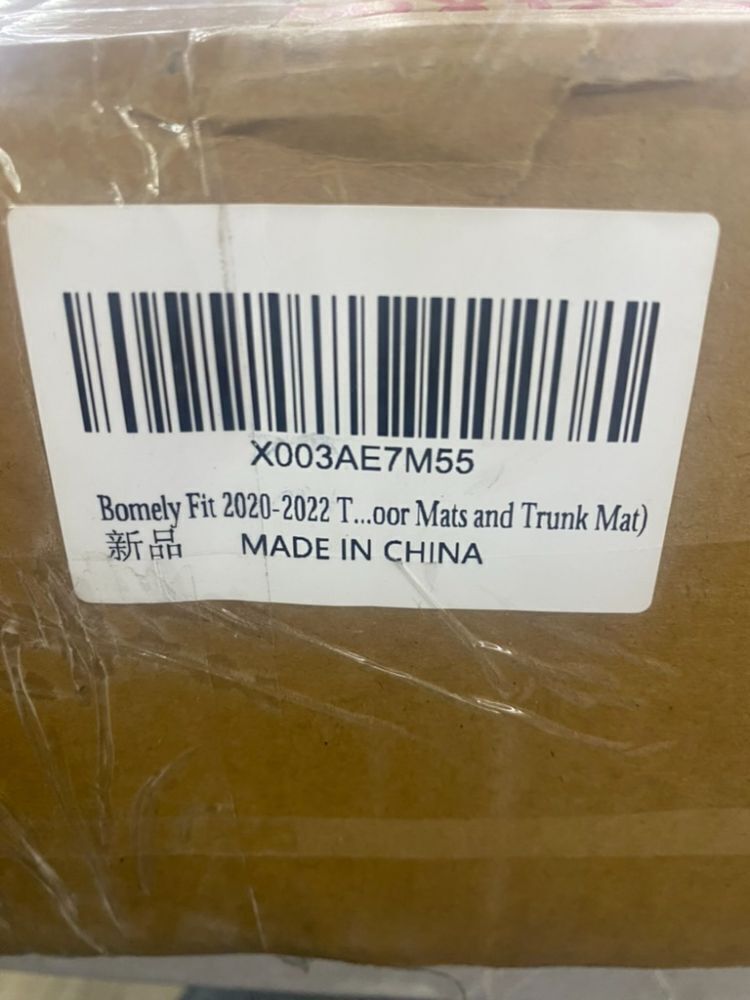 X003AE7M55
Bomely Fit 2020-2022 T...oor Mats and Trunk Mat)
新品 MADE IN CHINA